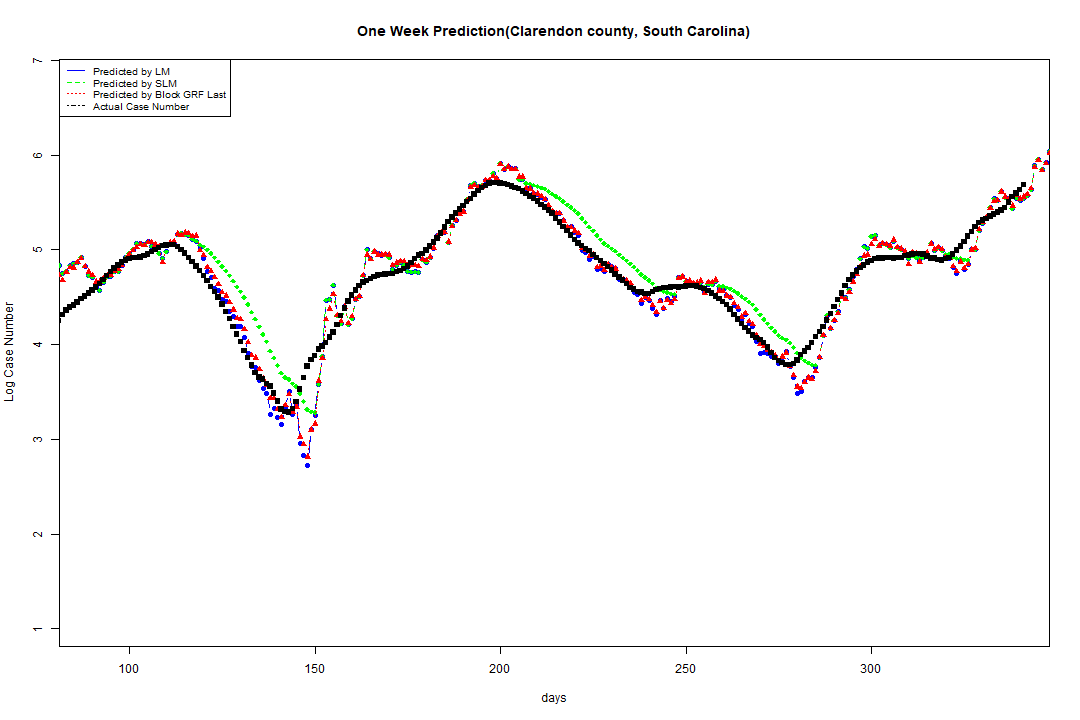 One Week Prediction(Clarendon county, South Carolina)
Predicted by LM
Predicted by SLM
Predicted by Block GRF Last
Actual Case Number
Log Case Number
7
6
5
4
3
2
1
100 150 200 250 300
days